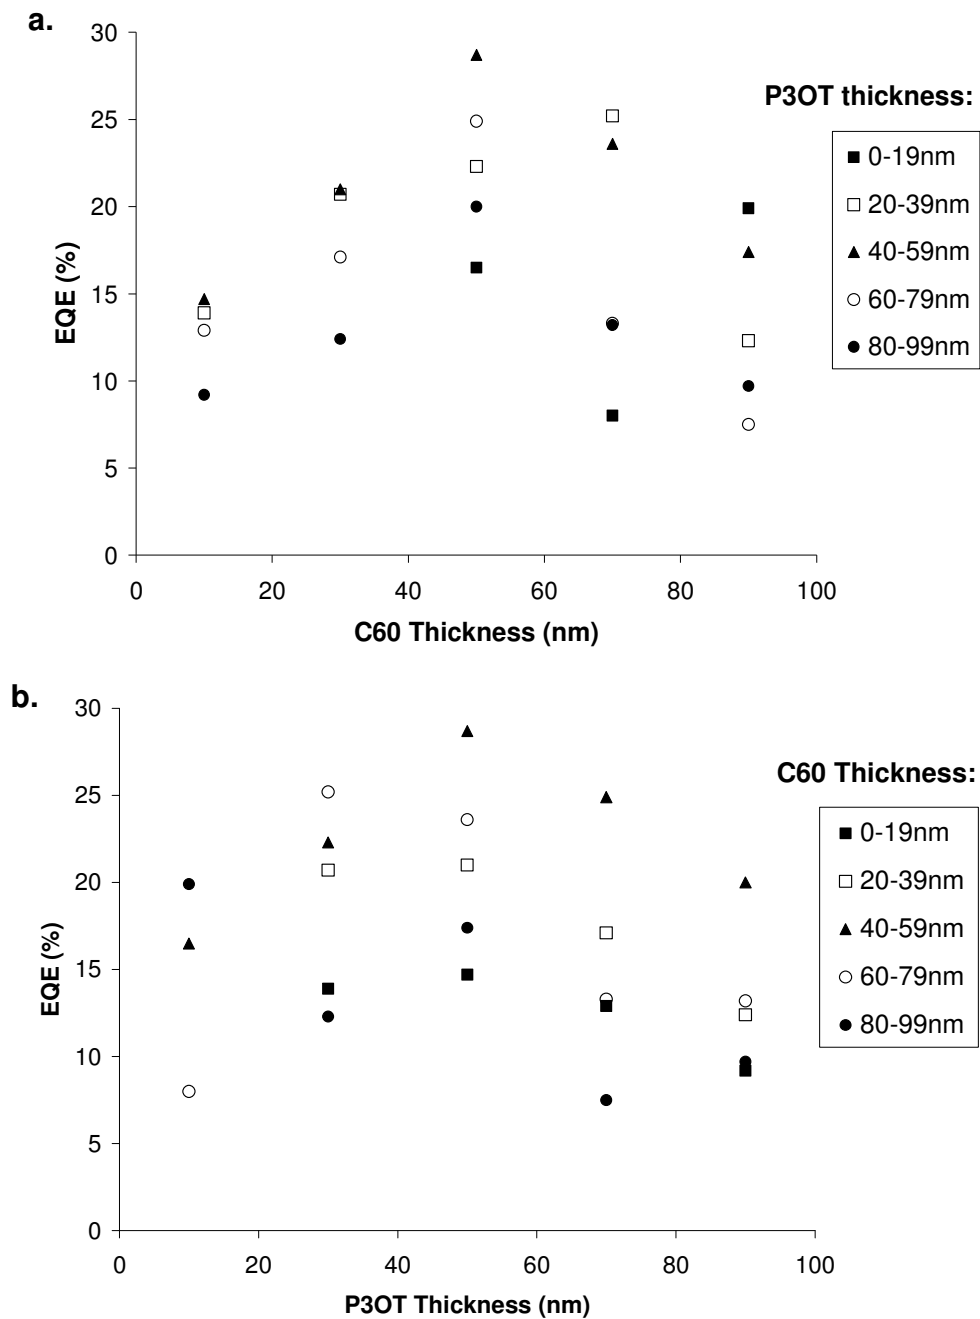 a.
30
25
20
15
10
5
0
EQE (%)
0 20 40 60 80 100
C60 Thickness (nm)
P3OT thickness:
0-19nm
20-39nm
40-59nm
60-79nm
80-99nm
b.
30
25
20
15
10
5
0
EQE (%)
0 20 40 60 80 100
P3OT Thickness (nm)
C60 Thickness:
0-19nm
20-39nm
40-59nm
60-79nm
80-99nm